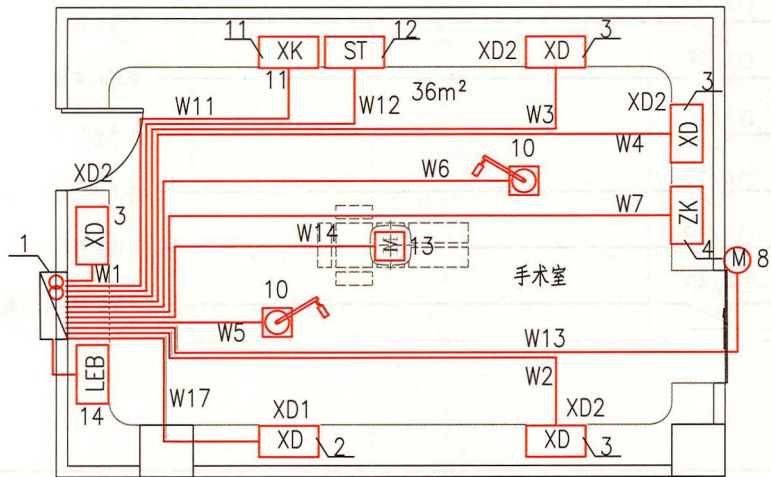 11 XK ST 12 XD2 XD 3
11 36m² XD2 3
W11 W12 W3 XD
W4
XD2 W6 10
3 XD W7 ZK
1 W14 M 13 4 M 8
W1 手术室
10
W5 W13
LEB W2
14 W17 XD1 XD2
XD 2 XD 3